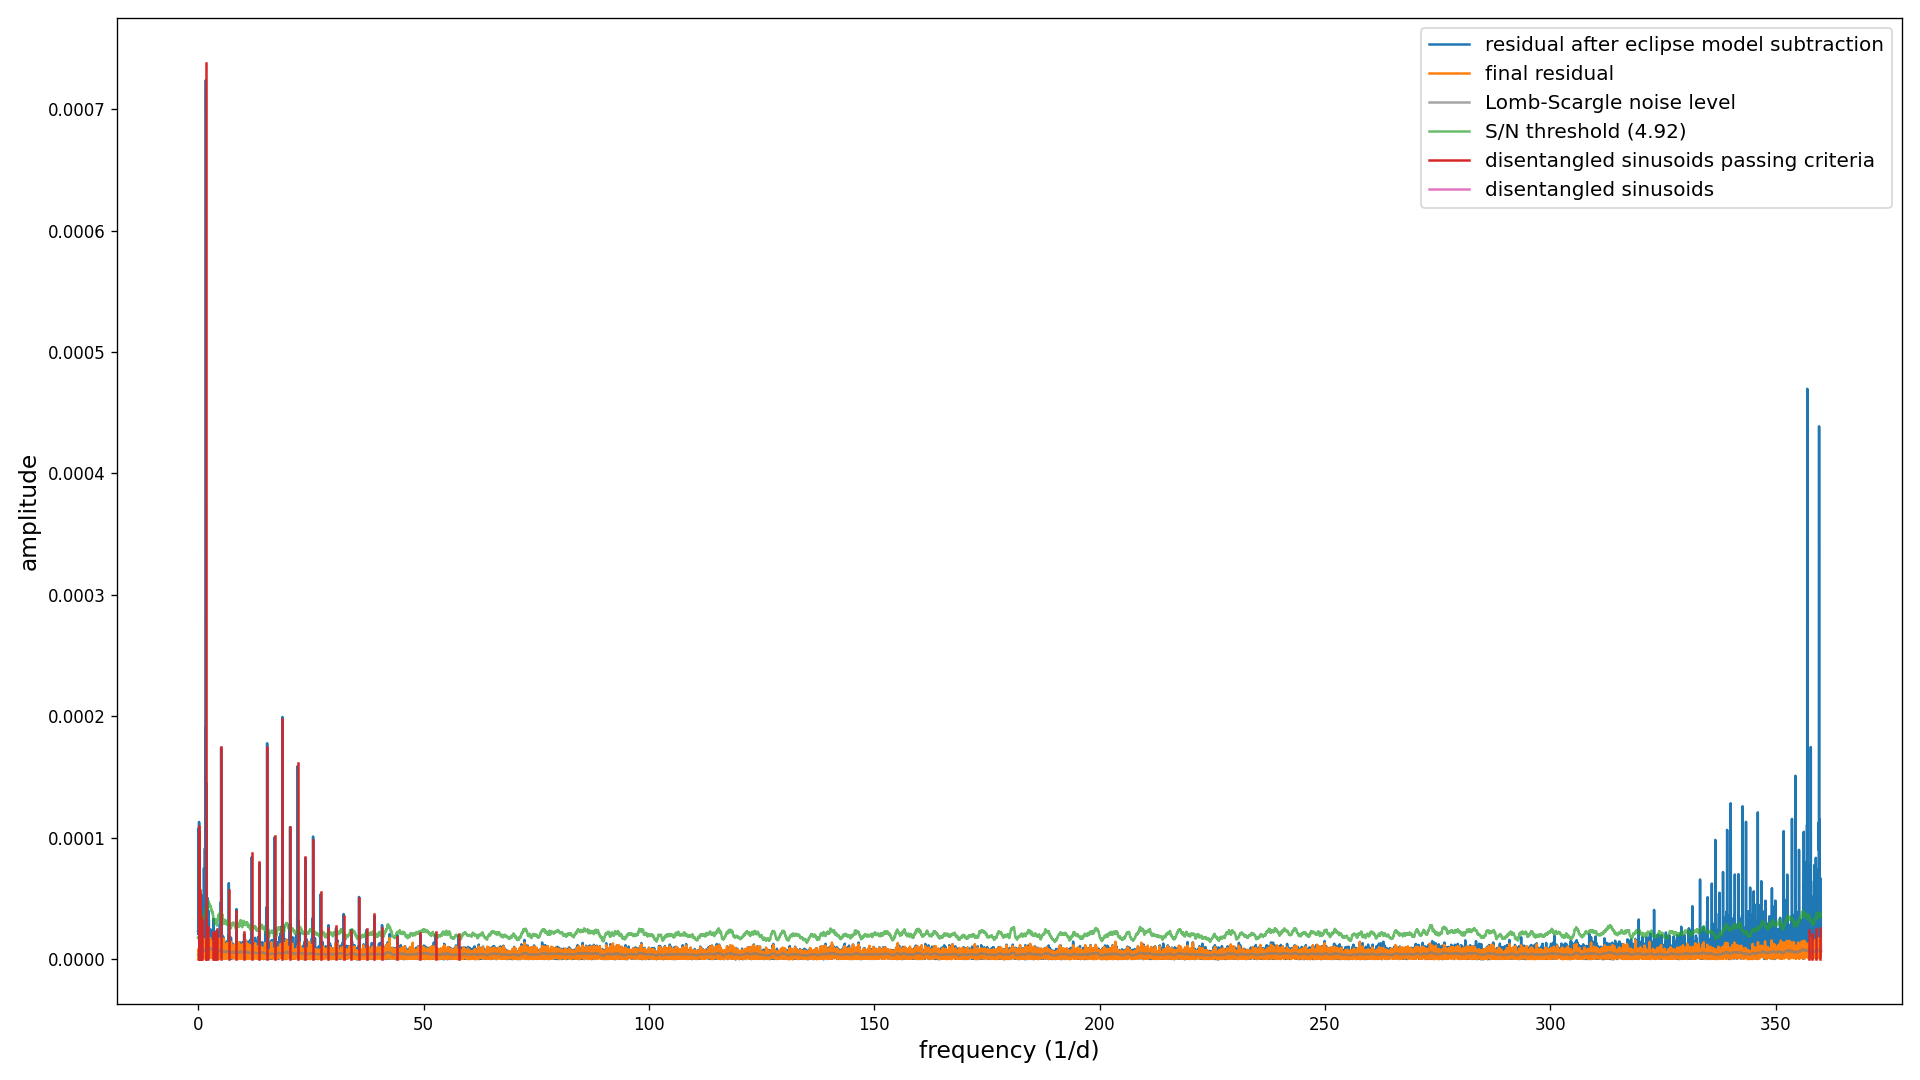 residual after eclipse model subtraction
final residual
Lomb-Scargle noise level
S/N threshold (4.92)
disentangled sinusoids passing criteria
disentangled sinusoids
0.0007
0.0006
0.0005
0.0004
0.0003
0.0002
0.0001
0.0000
amplitude
0 50 100 150 200 250 300 350
frequency (1/d)